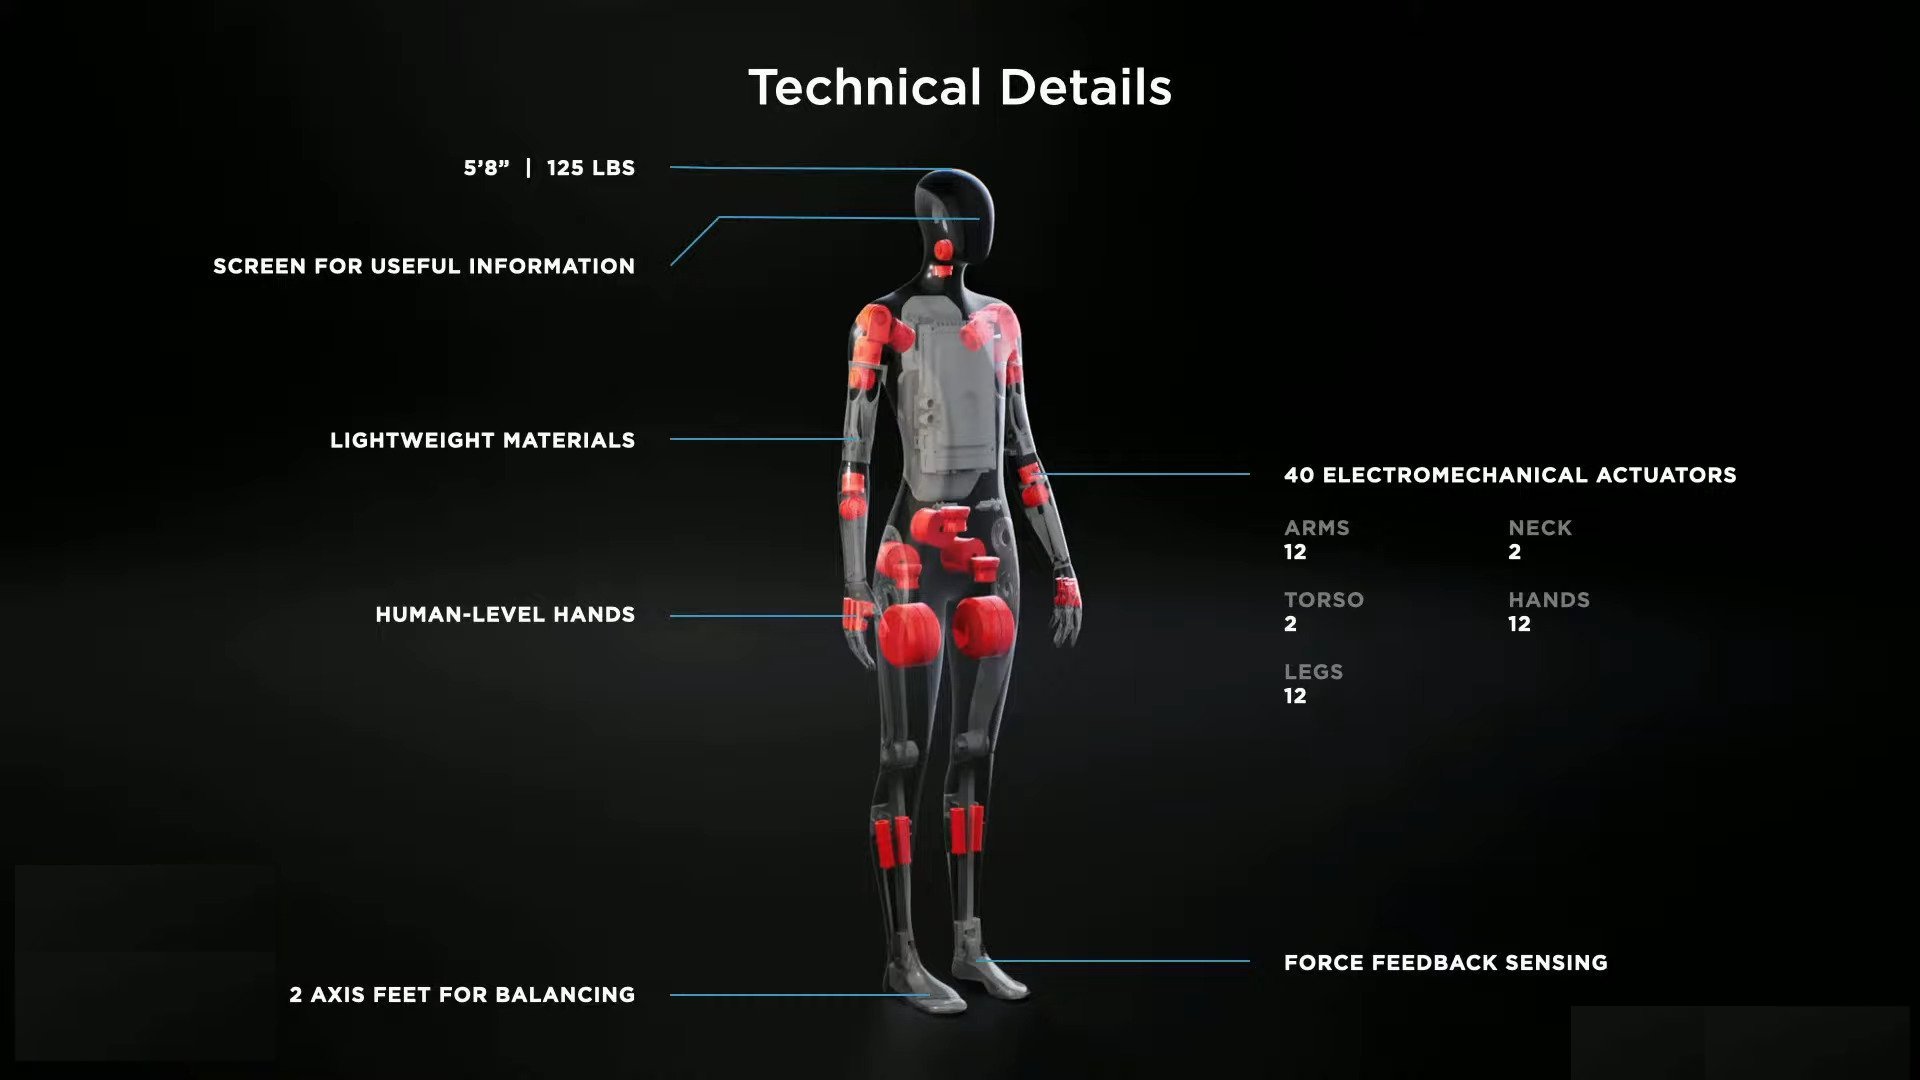 Technical Details
5’8” | 125 LBS
SCREEN FOR USEFUL INFORMATION
LIGHTWEIGHT MATERIALS
HUMAN-LEVEL HANDS
2 AXIS FEET FOR BALANCING
40 ELECTROMECHANICAL ACTUATORS
ARMS
12
NECK
2
TORSO
2
HANDS
12
LEGS
12
FORCE FEEDBACK SENSING